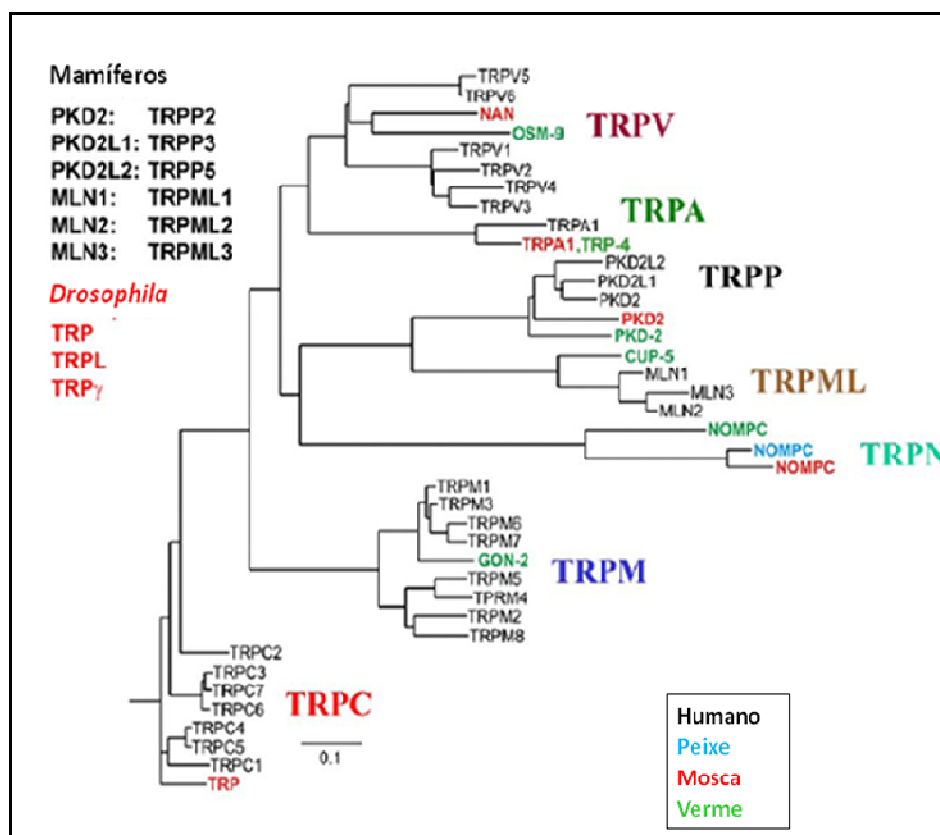 Mamíferos
PKD2: TRPP2
PKD2L1: TRPP3
PKD2L2: TRPP5
MLN1: TRPML1
MLN2: TRPML2
MLN3: TRPML3
Drosophila
TRP
TRPL
TRPγ
TRPV5
TRPV6
NAN
OSM-9
TRPV
TRPV1
TRPV2
TRPV4
TRPV3
TRPA
TRPA1
TRPA1,TRP-4
PKD2L2
TRPP
PKD2L1
PKD2
PKD2
PKD-2
CUP-5
MLN1
TRPML
MLN3
MLN2
NOMPC
NOMPC
TRPN
NOMPC
TRPM1
TRPM3
TRPM6
TRPM7
GON-2
TRPM
TRPM5
TPRM4
TRPM2
TRPM8
TRPC2
TRPC3
TRPC7
TRPC
TRPC6
TRPC4
TRPC5
0.1
TRPC1
TRP
Humano
Peixe
Mosca
Verme